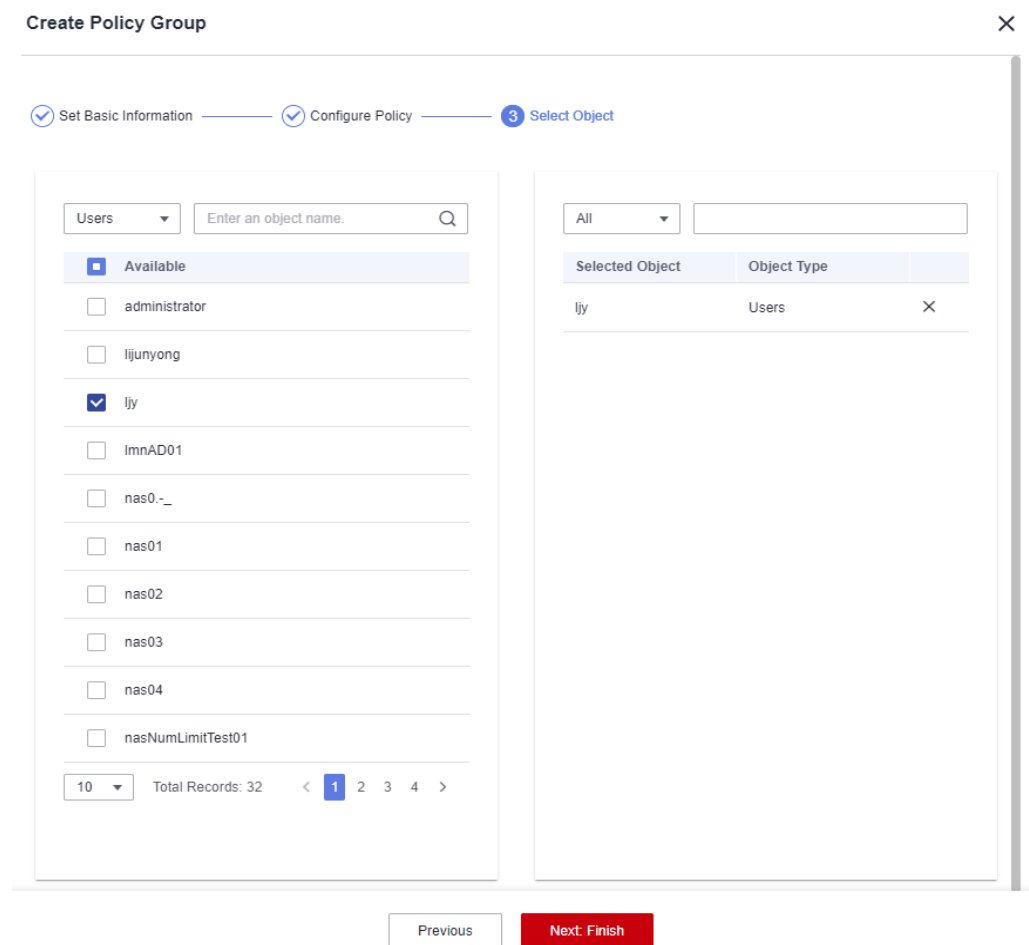 Create Policy Group
Set Basic Information
Configure Policy
3 Select Object
Users
Enter an object name.
Available
administrator
lijunyong
ljy
lmnAD01
nas0.-_
nas01
nas02
nas03
nas04
nasNumLimitTest01
10 Total Records: 32 < 1 2 3 4 >
All
Selected Object Object Type
ljy Users
Previous Next: Finish